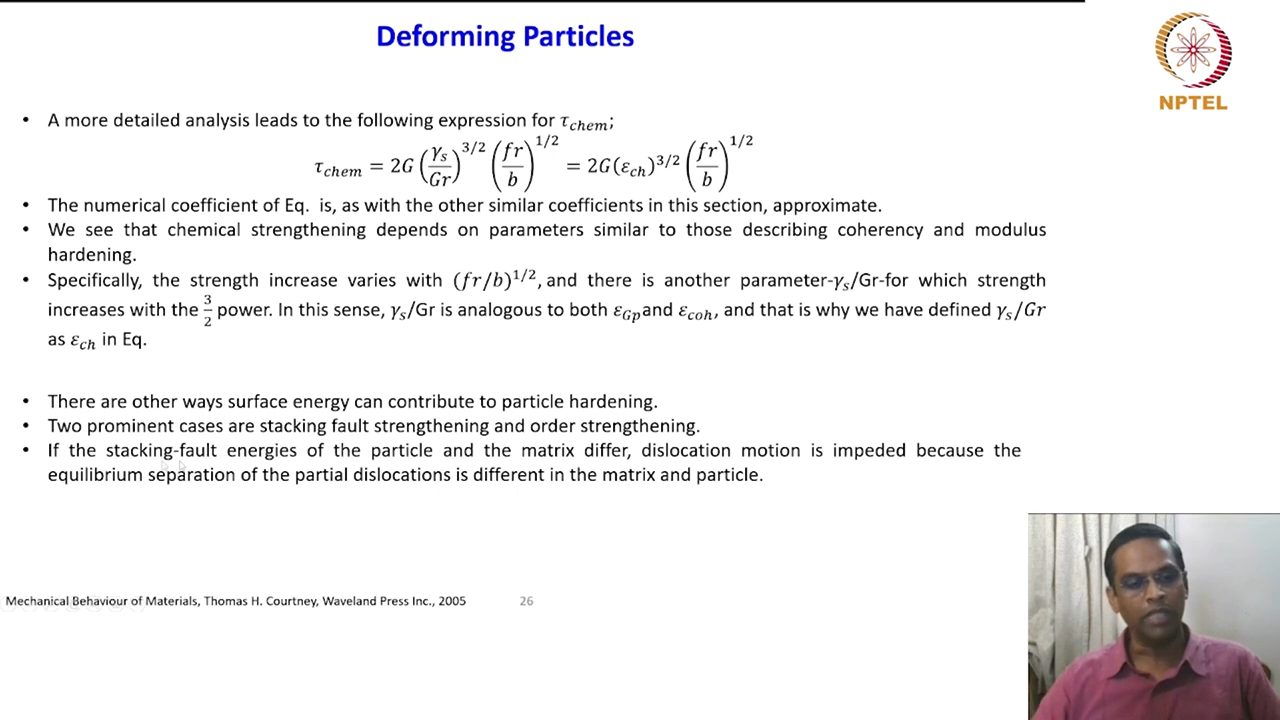 Deforming Particles
NPTEL
• A more detailed analysis leads to the following expression for τ_chem;
τ_chem = 2G (γ_s/Gr)^3/2 (fr/b)^1/2 = 2G(ε_ch)^3/2 (fr/b)^1/2
• The numerical coefficient of Eq. is, as with the other similar coefficients in this section, approximate.
• We see that chemical strengthening depends on parameters similar to those describing coherency and modulus
hardening.
• Specifically, the strength increase varies with (fr/b)^1/2, and there is another parameter-γ_s/Gr-for which strength
increases with the 3/2 power. In this sense, γ_s/Gr is analogous to both ε_Gp and ε_coh, and that is why we have defined γ_s/Gr
as ε_ch in Eq.
• There are other ways surface energy can contribute to particle hardening.
• Two prominent cases are stacking fault strengthening and order strengthening.
• If the stacking-fault energies of the particle and the matrix differ, dislocation motion is impeded because the
equilibrium separation of the partial dislocations is different in the matrix and particle.
Mechanical Behaviour of Materials, Thomas H. Courtney, Waveland Press Inc., 2005
26